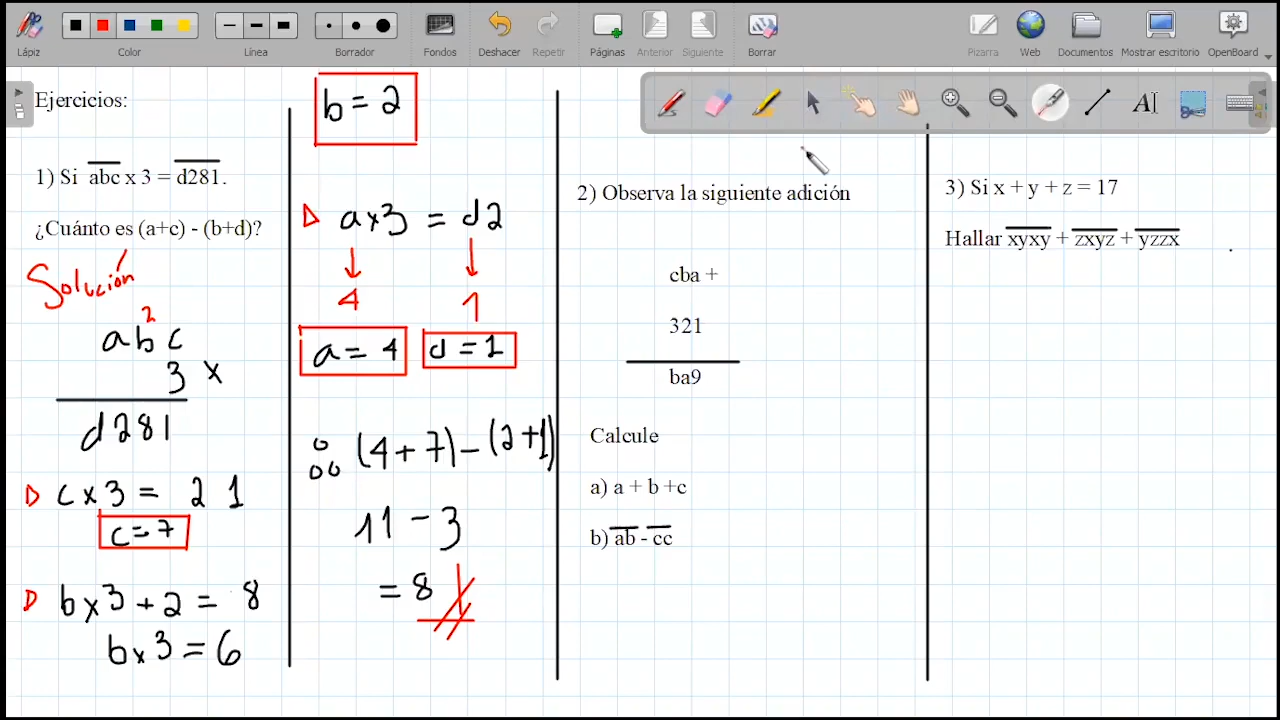 Lápiz
Color
Línea
Borrador
Fondos
Deshacer
Repetir
Páginas
Anterior
Siguiente
Borrar
Pizarra
Web
Documentos
Mostrar escritorio
OpenBoard
Ejercicios:
1) Si abc x 3 = d281.
¿Cuánto es (a+c) - (b+d)?
Solución
2
abc
3 x
d281
▷ c x 3 = 21
c = 7
▷ b x 3 + 2 = 8
b x 3 = 6
b = 2
▷ a x 3 = d2
4 1
a = 4 d = 1
(4 + 7) - (2 + 1)
11 - 3
= 8
2) Observa la siguiente adición
cba +
321
ba9
Calcule
a) a + b +c
b) ab - cc
3) Si x + y + z = 17
Hallar xyxy + zxyz + yzzx
.